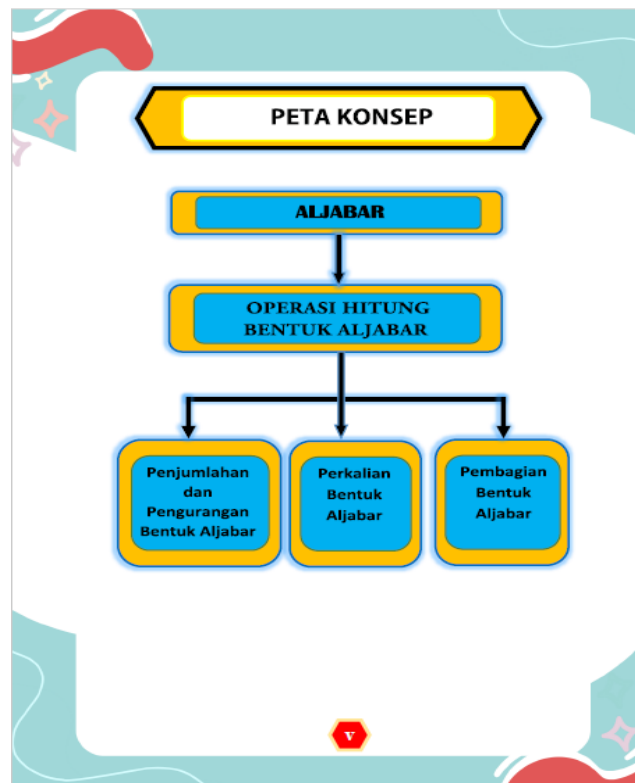 PETA KONSEP
ALJABAR
OPERASI HITUNG
BENTUK ALJABAR
Penjumlahan
dan
Pengurangan
Bentuk Aljabar
Perkalian
Bentuk
Aljabar
Pembagian
Bentuk
Aljabar
v